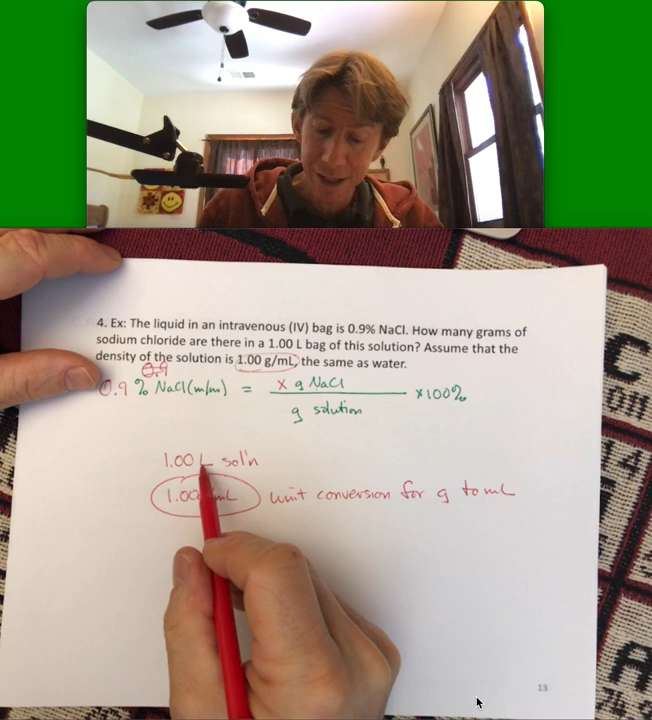 4. Ex: The liquid in an intravenous (IV) bag is 0.9% NaCl. How many grams of
sodium chloride are there in a 1.00 L bag of this solution? Assume that the
density of the solution is 1.00 g/mL, the same as water.
0.9 % NaCl (m/m) = x g NaCl / g solution × 100%
1.00 L sol'n
unit conversion for g to mL
13